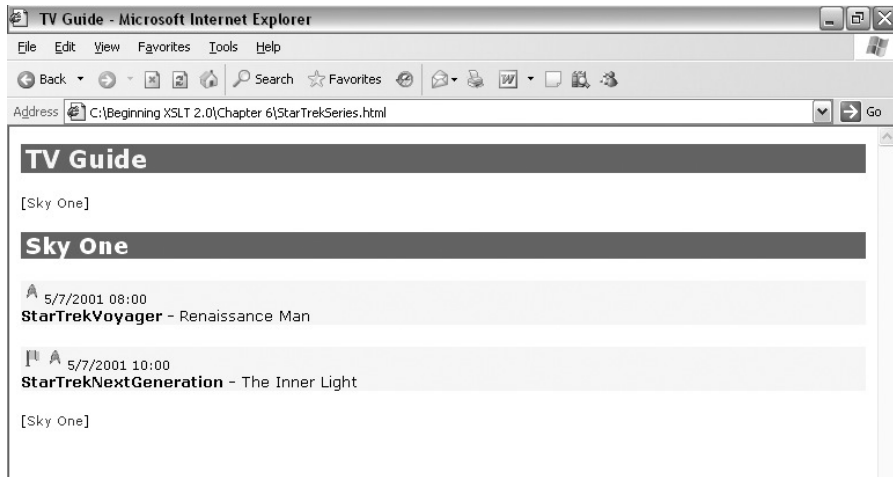 TV Guide - Microsoft Internet Explorer
File Edit View Favorites Tools Help
Back Search Favorites W
Address C:\Beginning XSLT 2.0\Chapter 6\StarTrekSeries.html Go
TV Guide
[Sky One]
Sky One
5/7/2001 08:00
StarTrekVoyager - Renaissance Man
5/7/2001 10:00
StarTrekNextGeneration - The Inner Light
[Sky One]